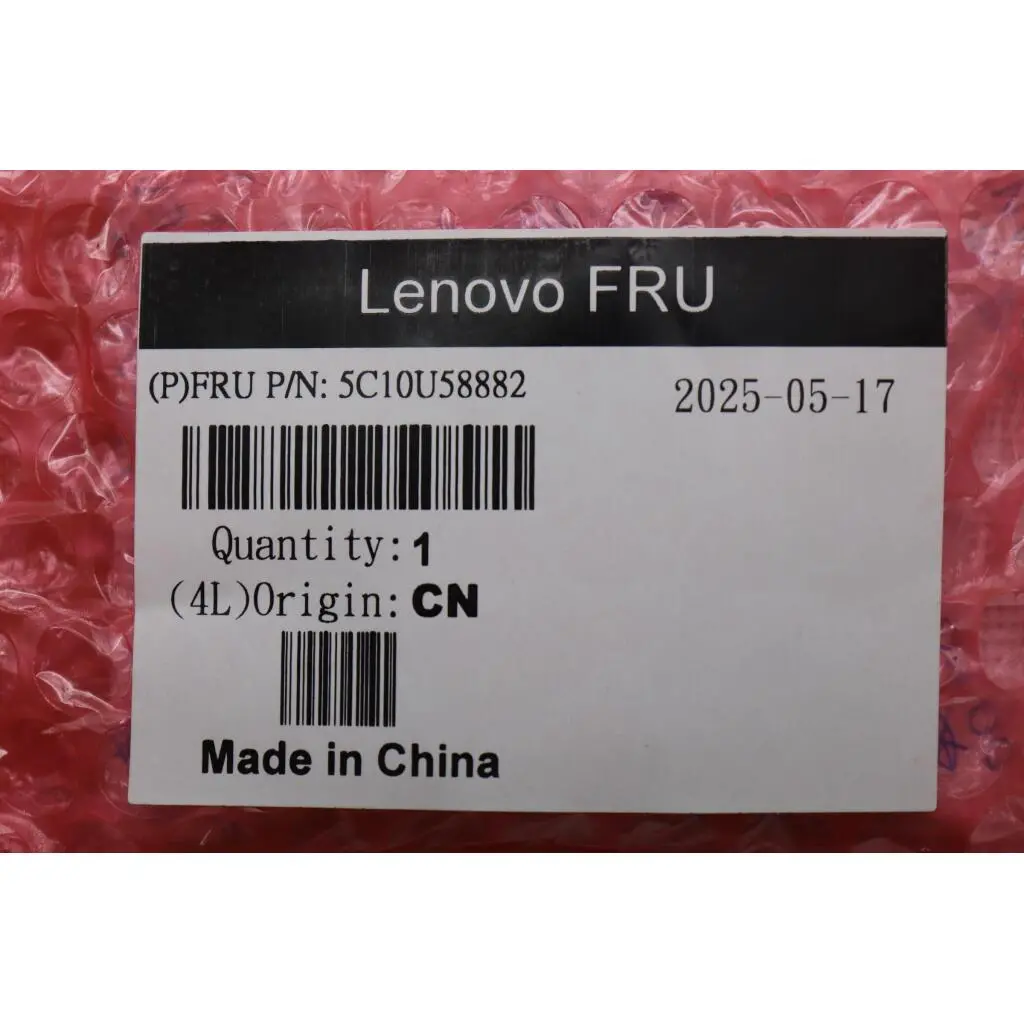 Lenovo FRU
(P)FRU P/N: 5C10U58882
2025-05-17
Quantity: 1
(4L)Origin: CN
Made in China